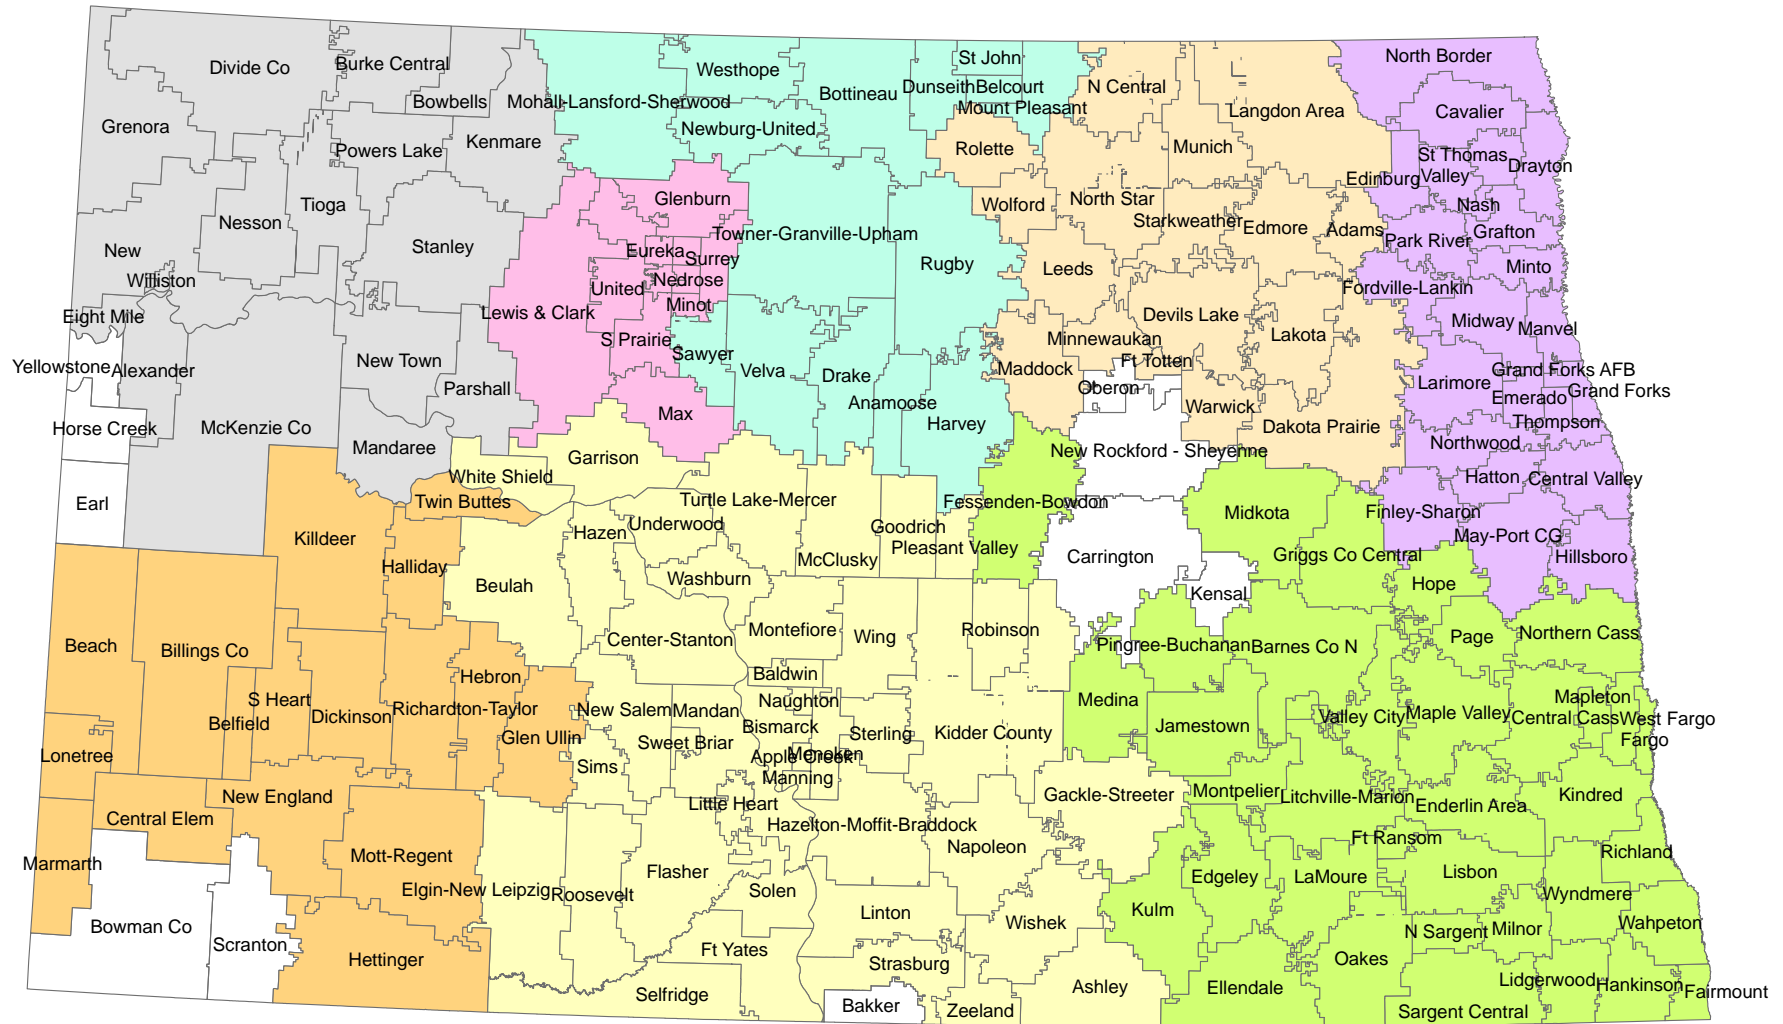 North Border
St John
Burke Central
Divide Co
Westhope
N Central
Dunseith
Belcourt
Bottineau
Bowbells
Mohall-Lansford-Sherwood
Mount Pleasant
Langdon Area
Cavalier
Grenora
Newburg-United
Kenmare
Powers Lake
Rolette
Munich
St Thomas
Valley
Drayton
Edinburg
Glenburn
North Star
Wolford
Tioga
Nash
Nesson
Starkweather
Edmore
Adams
Grafton
Towner-Granville-Upham
Park River
Stanley
New
Eureka
Surrey
Rugby
Leeds
Minto
Williston
Nedrose
United
Fordville-Lankin
Minot
Eight Mile
Lewis & Clark
Devils Lake
Midway
Manvel
Lakota
S Prairie
Minnewaukan
Sawyer
New Town
Ft Totten
Yellowstone
Alexander
Velva
Maddock
Grand Forks AFB
Drake
Parshall
Oberon
Larimore
Grand Forks
Emerado
Anamoose
Warwick
Max
Harvey
Thompson
Horse Creek
McKenzie Co
Dakota Prairie
Northwood
Mandaree
New Rockford - Sheyenne
Garrison
White Shield
Hatton
Central Valley
Earl
Twin Buttes
Turtle Lake-Mercer
Fessenden-Bowdon
Midkota
Finley-Sharon
Underwood
Goodrich
Hazen
Killdeer
May-Port CG
Pleasant Valley
Carrington
Griggs Co Central
Hillsboro
McClusky
Halliday
Washburn
Beulah
Hope
Kensal
Montefiore
Wing
Robinson
Northern Cass
Center-Stanton
Page
Beach
Billings Co
Pingree-Buchanan
Barnes Co N
Baldwin
Hebron
S Heart
Naughton
Medina
Mapleton
Richardton-Taylor
New Salem
Mandan
Dickinson
Valley City
Maple Valley
Central Cass
West Fargo
Belfield
Bismarck
Jamestown
Sterling
Kidder County
Glen Ullin
Sweet Briar
Fargo
Lonetree
Apple Creek
Menoken
Sims
Manning
New England
Montpelier
Gackle-Streeter
Litchville-Marion
Kindred
Little Heart
Enderlin Area
Central Elem
Hazelton-Moffit-Braddock
Ft Ransom
Napoleon
Richland
Mott-Regent
Marmarth
Flasher
Lisbon
Edgeley
LaMoure
Elgin-New Leipzig
Roosevelt
Solen
Wyndmere
Kulm
Linton
Wishek
Wahpeton
Bowman Co
N Sargent
Milnor
Scranton
Ft Yates
Hettinger
Strasburg
Oakes
Lidgerwood
Hankinson
Ashley
Ellendale
Fairmount
Selfridge
Bakker
Zeeland
Sargent Central